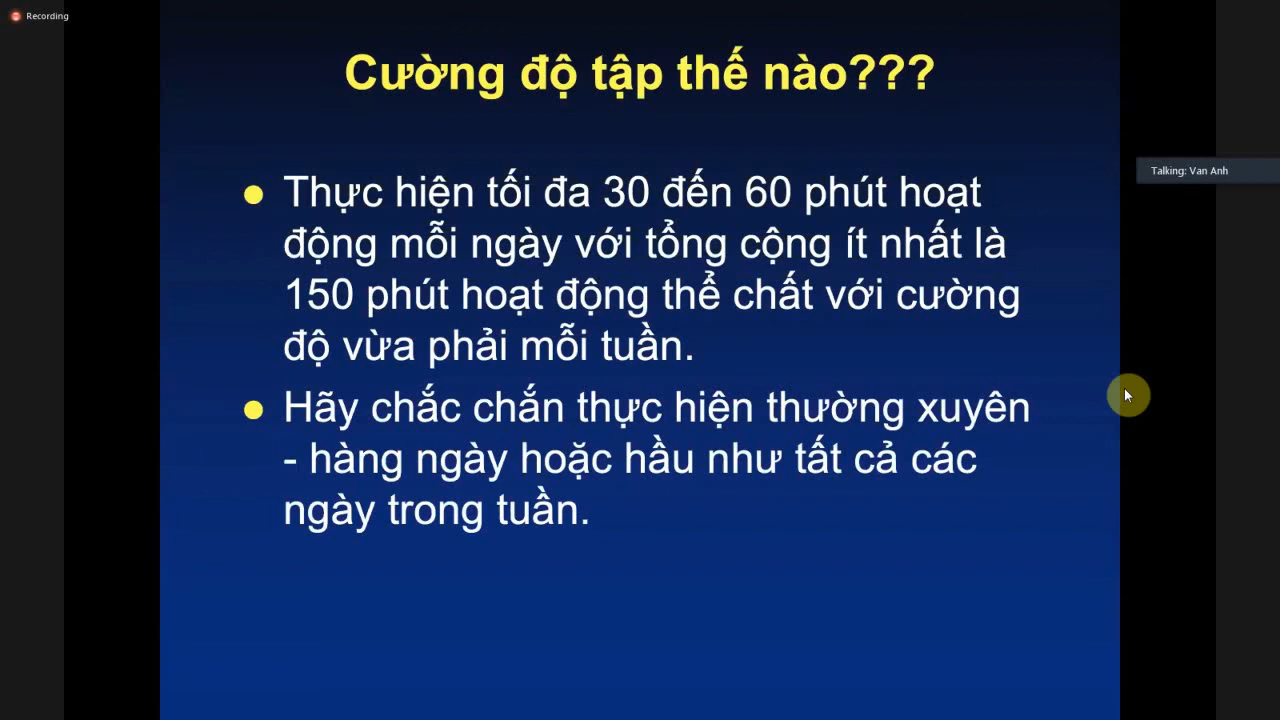 Recording
Cường độ tập thế nào???
Talking: Van Anh
● Thực hiện tối đa 30 đến 60 phút hoạt
động mỗi ngày với tổng cộng ít nhất là
150 phút hoạt động thể chất với cường
độ vừa phải mỗi tuần.
● Hãy chắc chắn thực hiện thường xuyên
- hàng ngày hoặc hầu như tất cả các
ngày trong tuần.